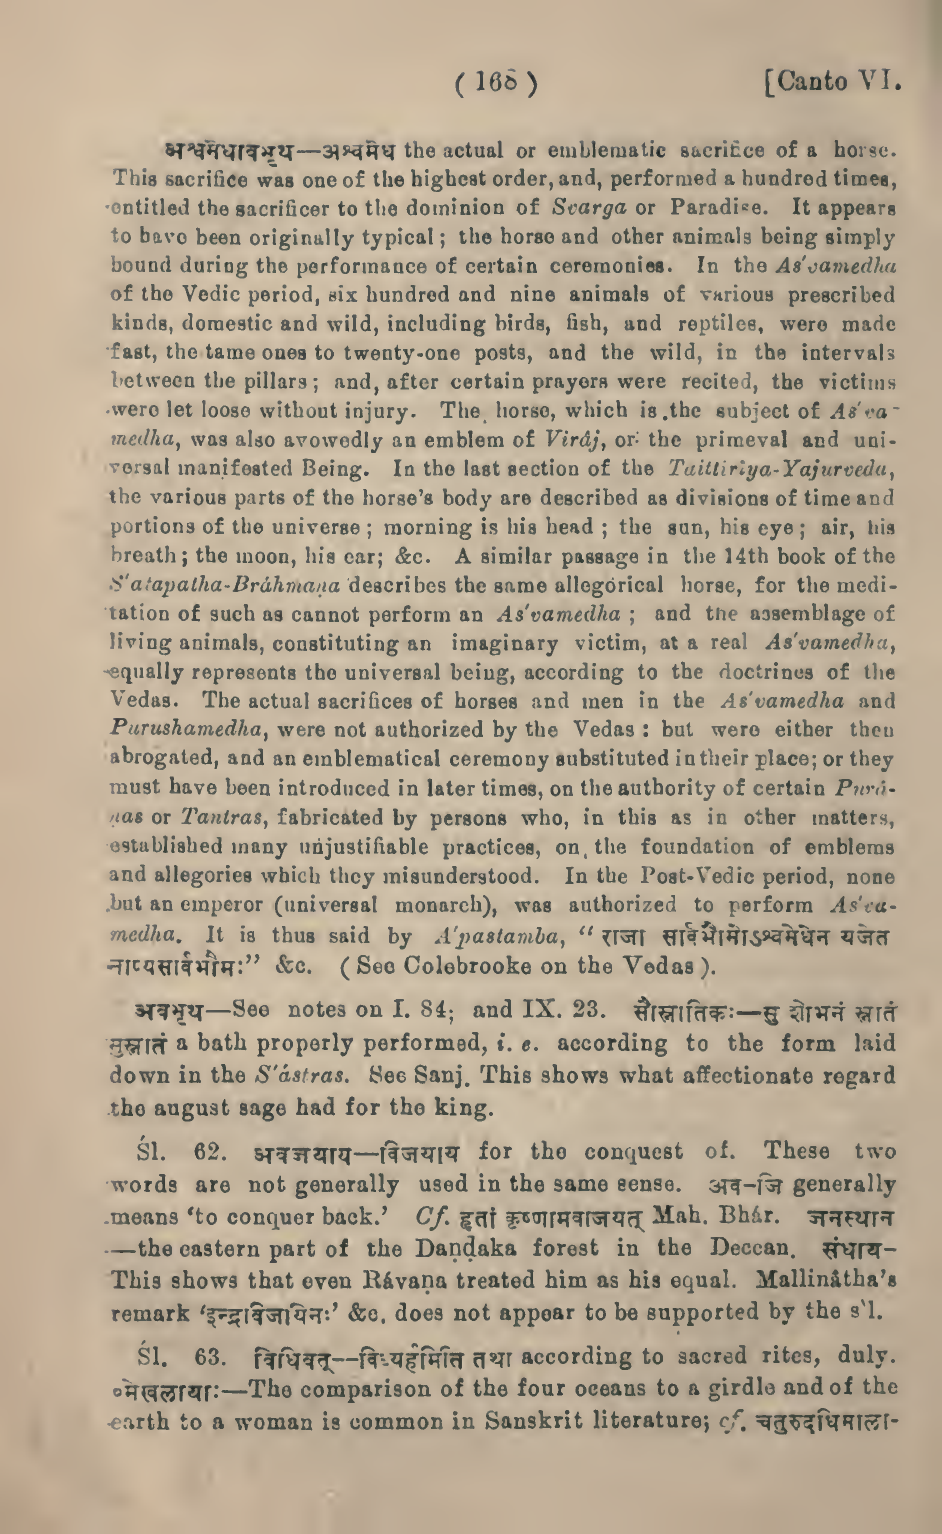 ( 168 ) [Canto VI.
अश्वमेधावभृथ—अश्वमेध the actual or emblematic sacrifice of a horse.
This sacrifice was one of the highest order, and, performed a hundred times,
entitled the sacrificer to the dominion of Svarga or Paradise. It appears
to have been originally typical; the horse and other animals being simply
bound during the performance of certain ceremonies. In the As'vamedha
of the Vedic period, six hundred and nine animals of various prescribed
kinds, domestic and wild, including birds, fish, and reptiles, were made
fast, the tame ones to twenty-one posts, and the wild, in the intervals
between the pillars; and, after certain prayers were recited, the victims
were let loose without injury. The horse, which is the subject of As'va-
medha, was also avowedly an emblem of Viráj, or the primeval and uni-
versal manifested Being. In the last section of the Taittiríya-Yajurveda,
the various parts of the horse's body are described as divisions of time and
portions of the universe; morning is his head; the sun, his eye; air, his
breath; the moon, his ear; &c. A similar passage in the 14th book of the
S'atapatha-Bráhmaṇa describes the same allegorical horse, for the medi-
tation of such as cannot perform an As'vamedha; and the assemblage of
living animals, constituting an imaginary victim, at a real As'vamedha,
equally represents the universal being, according to the doctrines of the
Vedas. The actual sacrifices of horses and men in the As'vamedha and
Purushamedha, were not authorized by the Vedas: but were either then
abrogated, and an emblematical ceremony substituted in their place; or they
must have been introduced in later times, on the authority of certain Purá-
ṇas or Tantras, fabricated by persons who, in this as in other matters,
established many unjustifiable practices, on the foundation of emblems
and allegories which they misunderstood. In the Post-Vedic period, none
but an emperor (universal monarch), was authorized to perform As'va-
medha. It is thus said by A'pastamba, "राजा सार्वभौमोऽश्वमेधेन यजेत
नाप्यसार्वभौमः" &c. (See Colebrooke on the Vedas).
अवभृथ—See notes on I. 84; and IX. 23. सौस्नातिकः—सु शोभनं स्नातं
सुस्नातं a bath properly performed, i. e. according to the form laid
down in the S'ástras. See Sanj. This shows what affectionate regard
the august sage had for the king.
Śl. 62. अवजयाय—विजयाय for the conquest of. These two
words are not generally used in the same sense. अव-जि generally
means 'to conquer back.' Cf. हृतां कृष्णामवाजयत् Mah. Bhár. जनस्थान
—the eastern part of the Daṇḍaka forest in the Deccan. संधाय-
This shows that even Rávaṇa treated him as his equal. Mallinâtha's
remark 'इन्द्रविजयिनः' &c. does not appear to be supported by the s'l.
Śl. 63. विधिवत्--विध्यर्हमिति तथा according to sacred rites, duly.
°मेखलायाः—The comparison of the four oceans to a girdle and of the
earth to a woman is common in Sanskrit literature; cf. चतुरुदधिमाला-